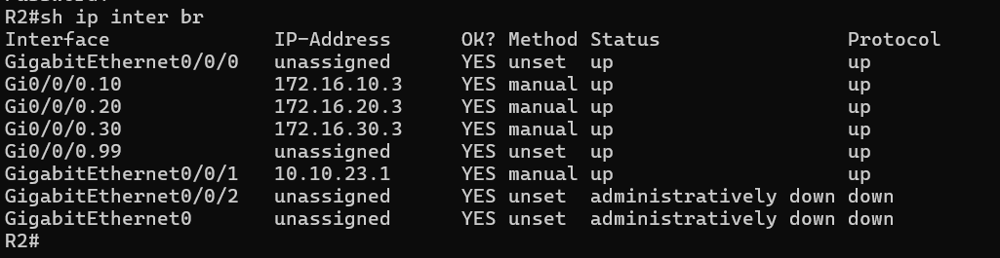 R2#sh ip inter br
Interface IP-Address OK? Method Status Protocol
GigabitEthernet0/0/0 unassigned YES unset up up
Gi0/0/0.10 172.16.10.3 YES manual up up
Gi0/0/0.20 172.16.20.3 YES manual up up
Gi0/0/0.30 172.16.30.3 YES manual up up
Gi0/0/0.99 unassigned YES unset up up
GigabitEthernet0/0/1 10.10.23.1 YES manual up up
GigabitEthernet0/0/2 unassigned YES unset administratively down down
GigabitEthernet0 unassigned YES unset administratively down down
R2#